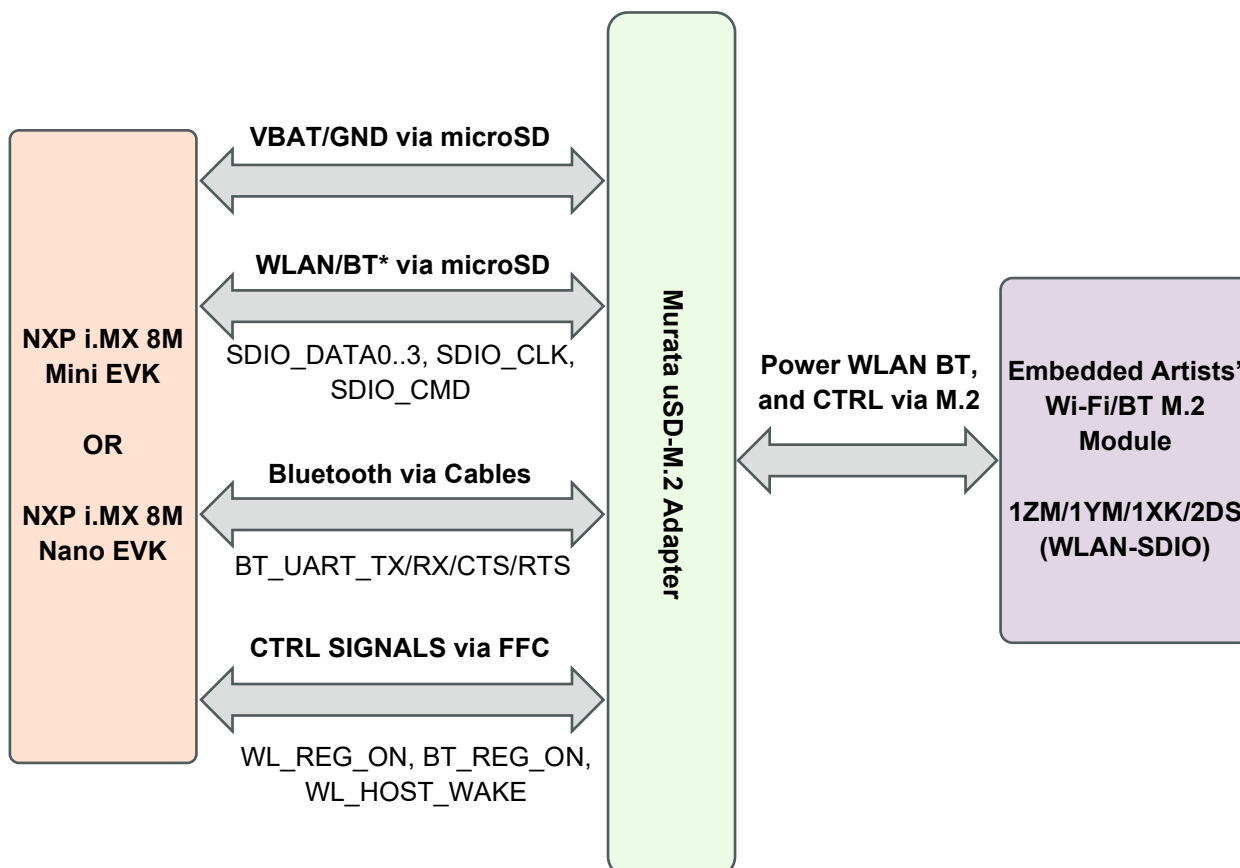 VBAT/GND via microSD
WLAN/BT* via microSD
SDIO_DATA0..3, SDIO_CLK,
SDIO_CMD
Bluetooth via Cables
BT_UART_TX/RX/CTS/RTS
CTRL SIGNALS via FFC
WL_REG_ON, BT_REG_ON,
WL_HOST_WAKE
NXP i.MX 8M
Mini EVK
OR
NXP i.MX 8M
Nano EVK
Murata uSD-M.2 Adapter
Power WLAN BT,
and CTRL via M.2
Embedded Artists'
Wi-Fi/BT M.2
Module
1ZM/1YM/1XK/2DS
(WLAN-SDIO)